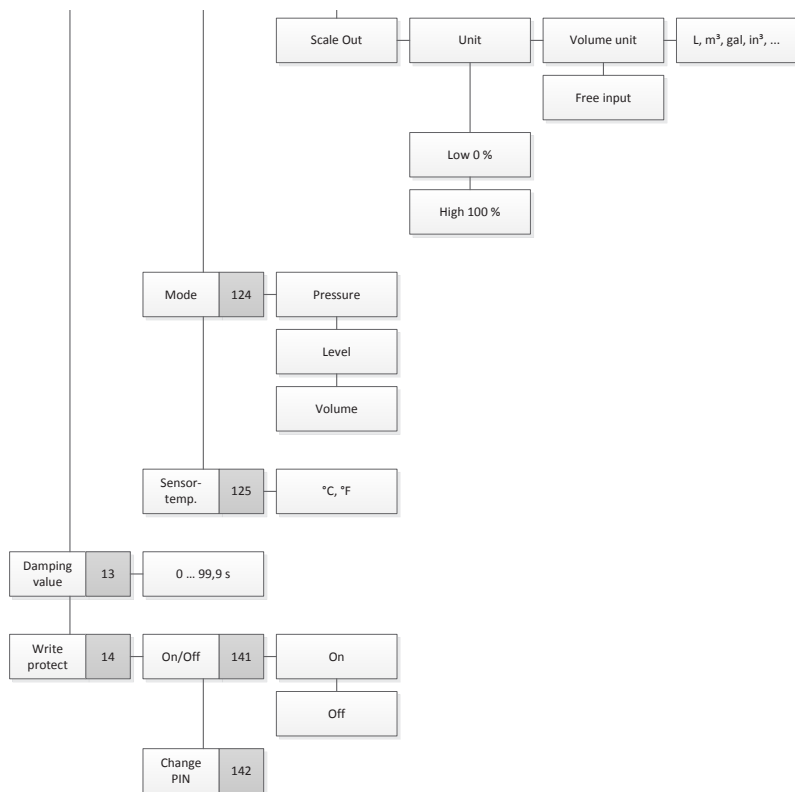 Scale Out
Unit
Volume unit
L, m³, gal, in³, ...
Free input
Low 0 %
High 100 %
Mode
124
Pressure
Level
Volume
Sensor-
temp.
125
°C, °F
Damping
value
13
0 ... 99,9 s
Write
protect
14
On/Off
141
On
Off
Change
PIN
142